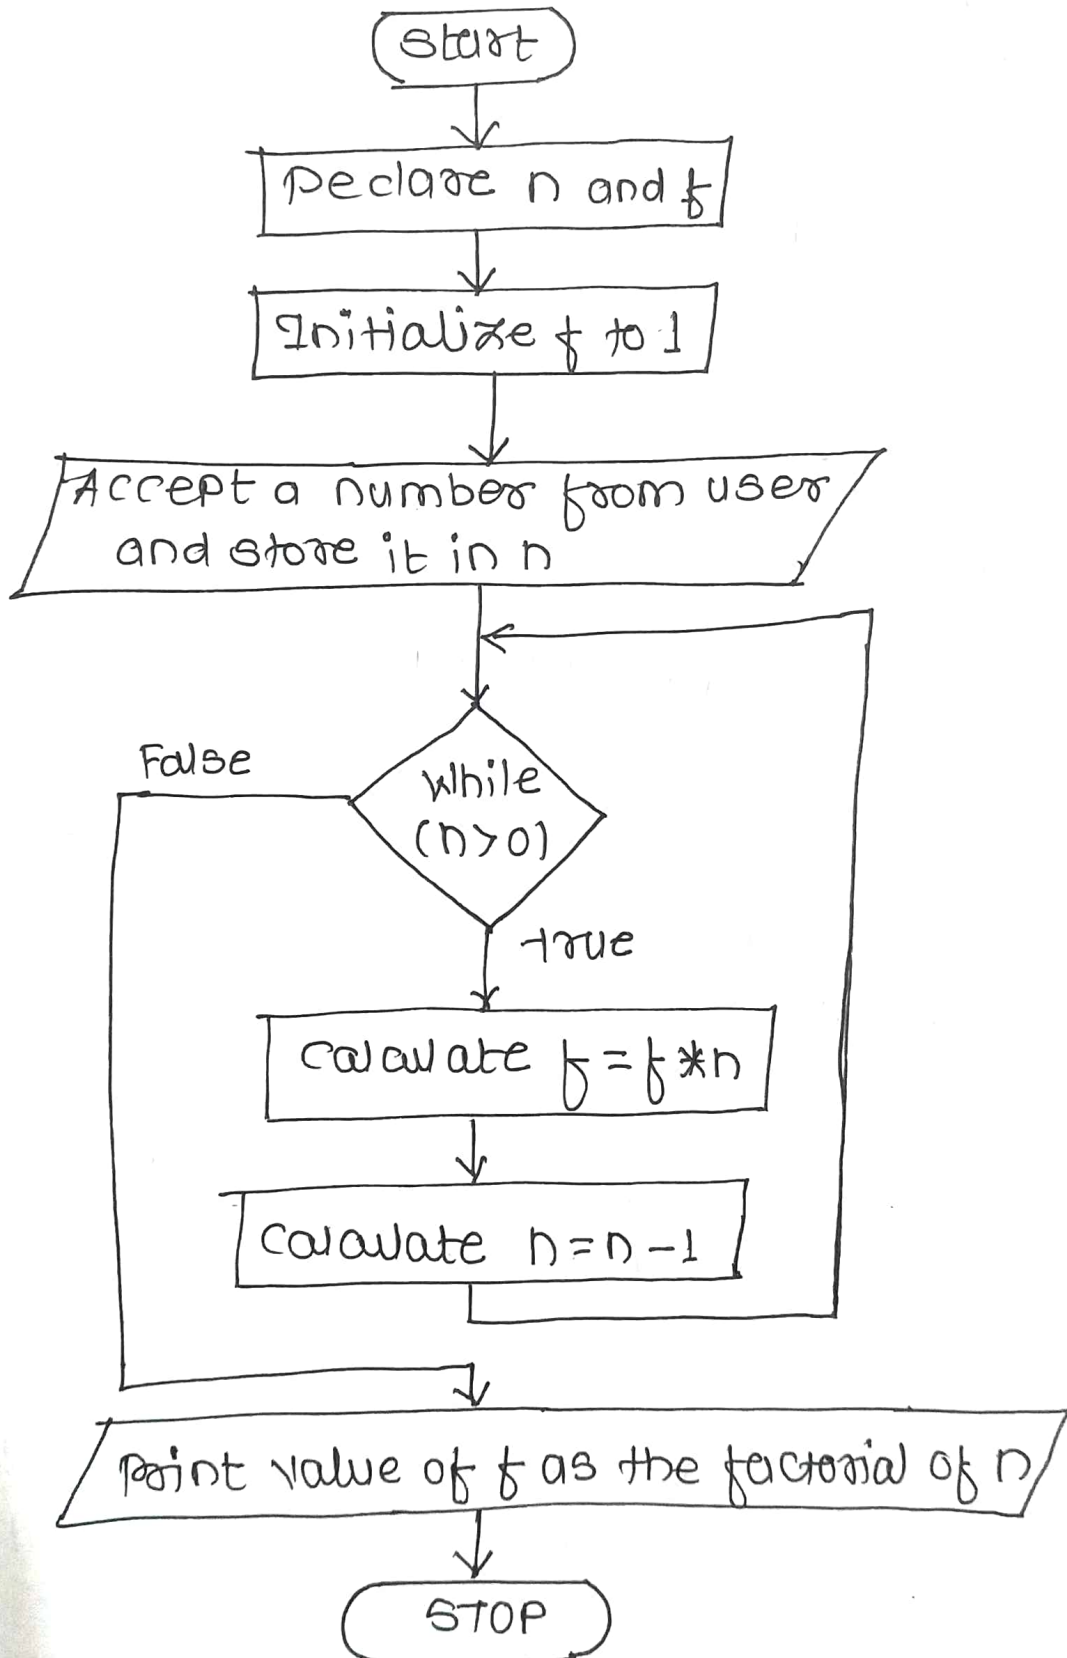 Start
Declare n and f
Initialize f to 1
Accept a number from user
and store it in n
False
while
(n>0)
true
Calculate f=f*n
Calculate n=n-1
print value of f as the factorial of n
STOP